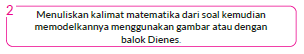 2
Menuliskan kalimat matematika dari soal kemudian
memodelkannya menggunakan gambar atau dengan
balok Dienes.